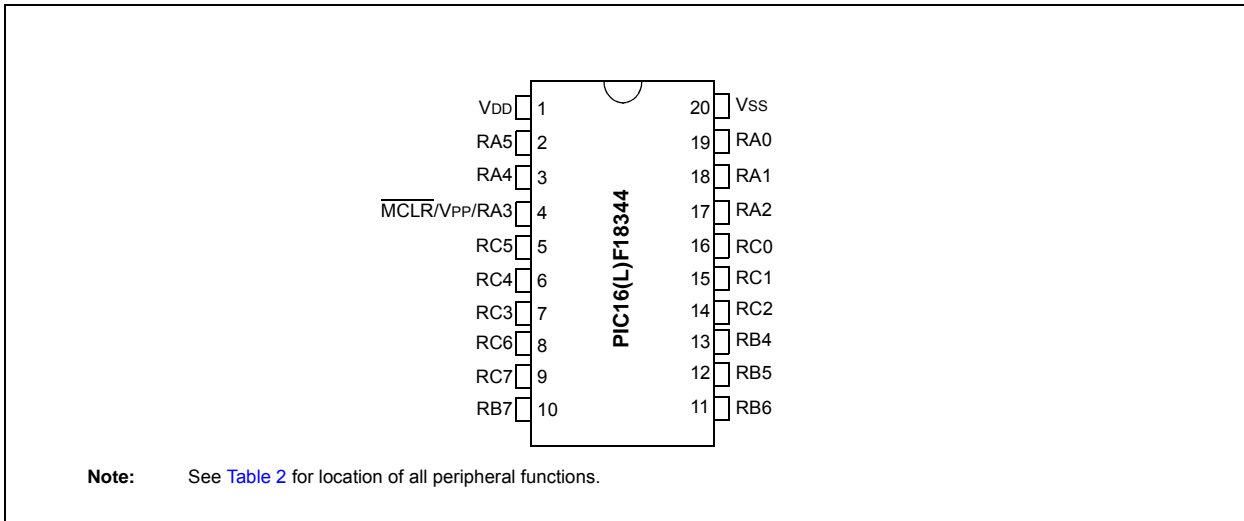 VDD 1 20 VSS
RA5 2 19 RA0
RA4 3 18 RA1
MCLR/VPP/RA3 4 17 RA2
RC5 5 16 RC0
RC4 6 15 RC1
RC3 7 14 RC2
RC6 8 13 RB4
RC7 9 12 RB5
RB7 10 11 RB6
PIC16(L)F18344
Note: See Table 2 for location of all peripheral functions.